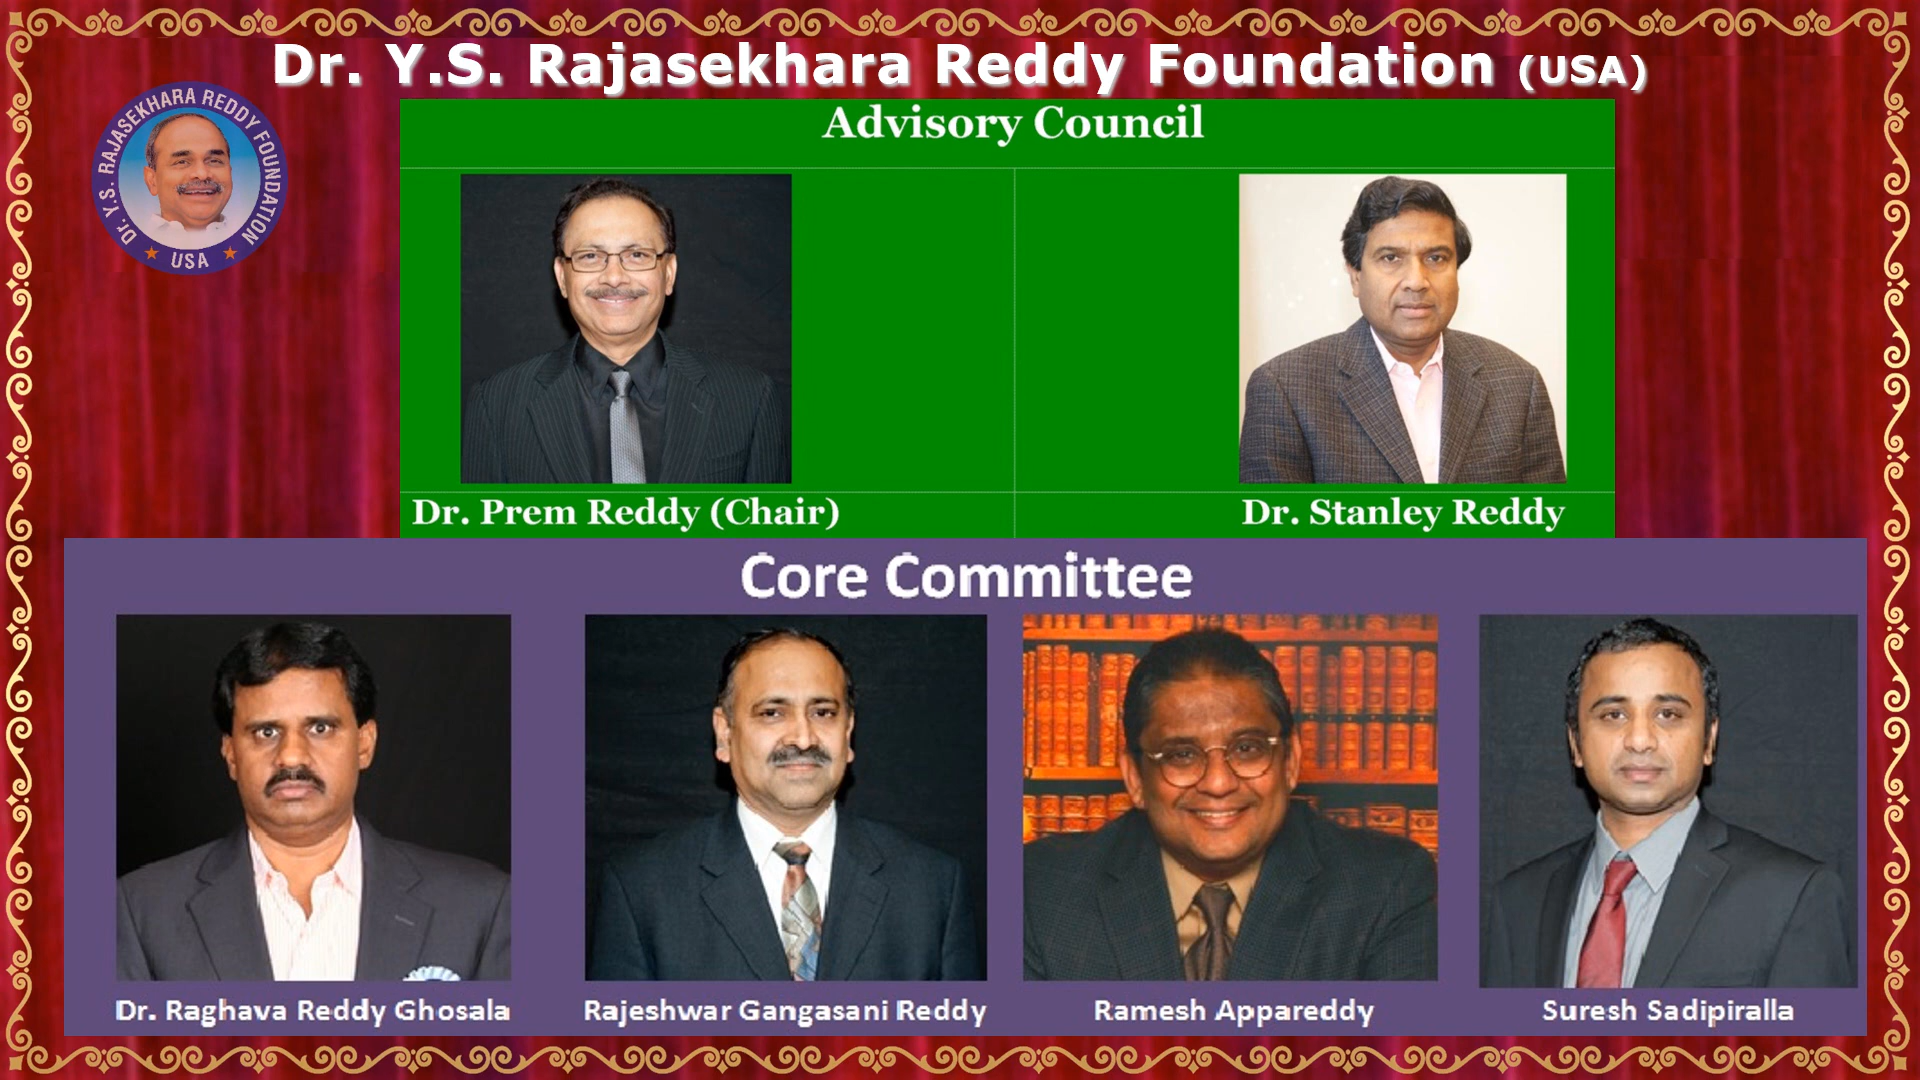 Dr. Y.S. Rajasekhara Reddy Foundation (USA)
Dr. Y.S. RAJASEKHARA REDDY FOUNDATION
★ USA ★
Advisory Council
Dr. Prem Reddy (Chair)
Dr. Stanley Reddy
Core Committee
Dr. Raghava Reddy Ghosala
Rajeshwar Gangasani Reddy
Ramesh Appareddy
Suresh Sadipiralla